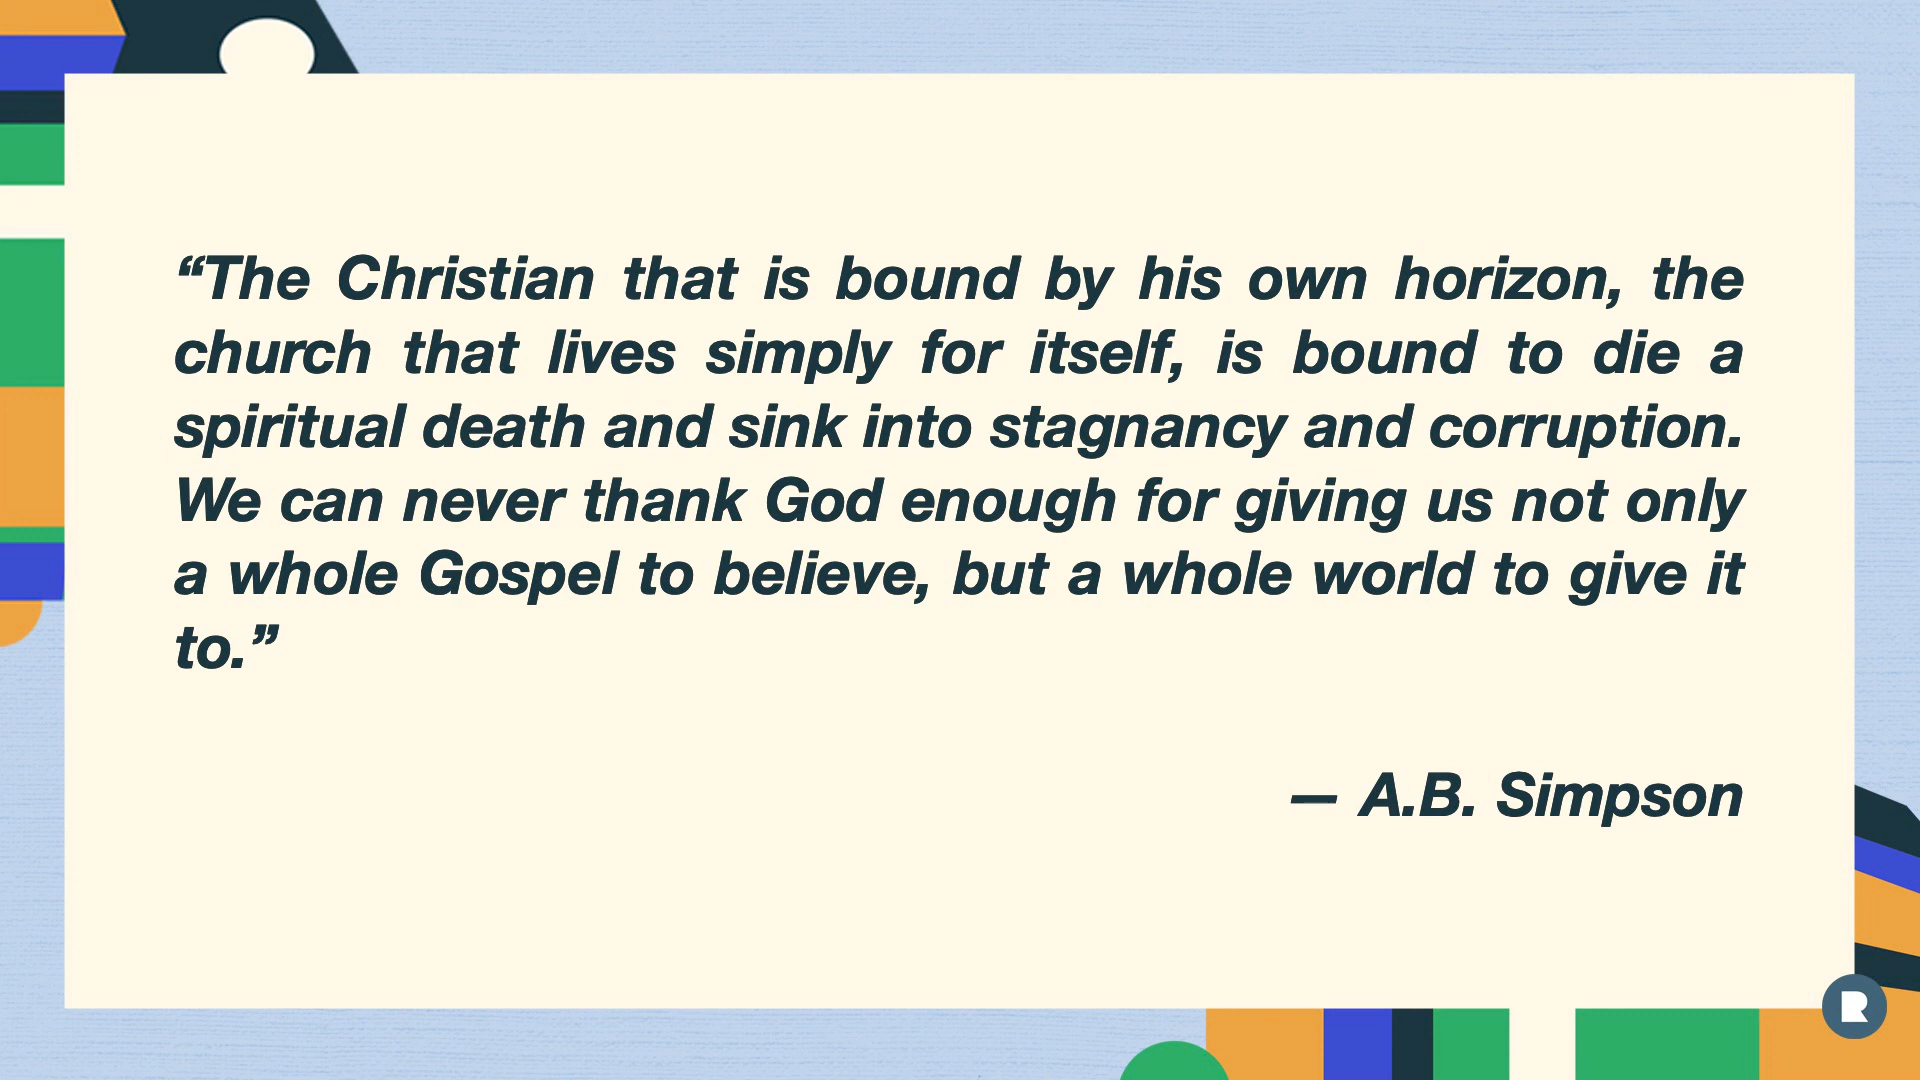 “The Christian that is bound by his own horizon, the
church that lives simply for itself, is bound to die a
spiritual death and sink into stagnancy and corruption.
We can never thank God enough for giving us not only
a whole Gospel to believe, but a whole world to give it
to.”
— A.B. Simpson
R